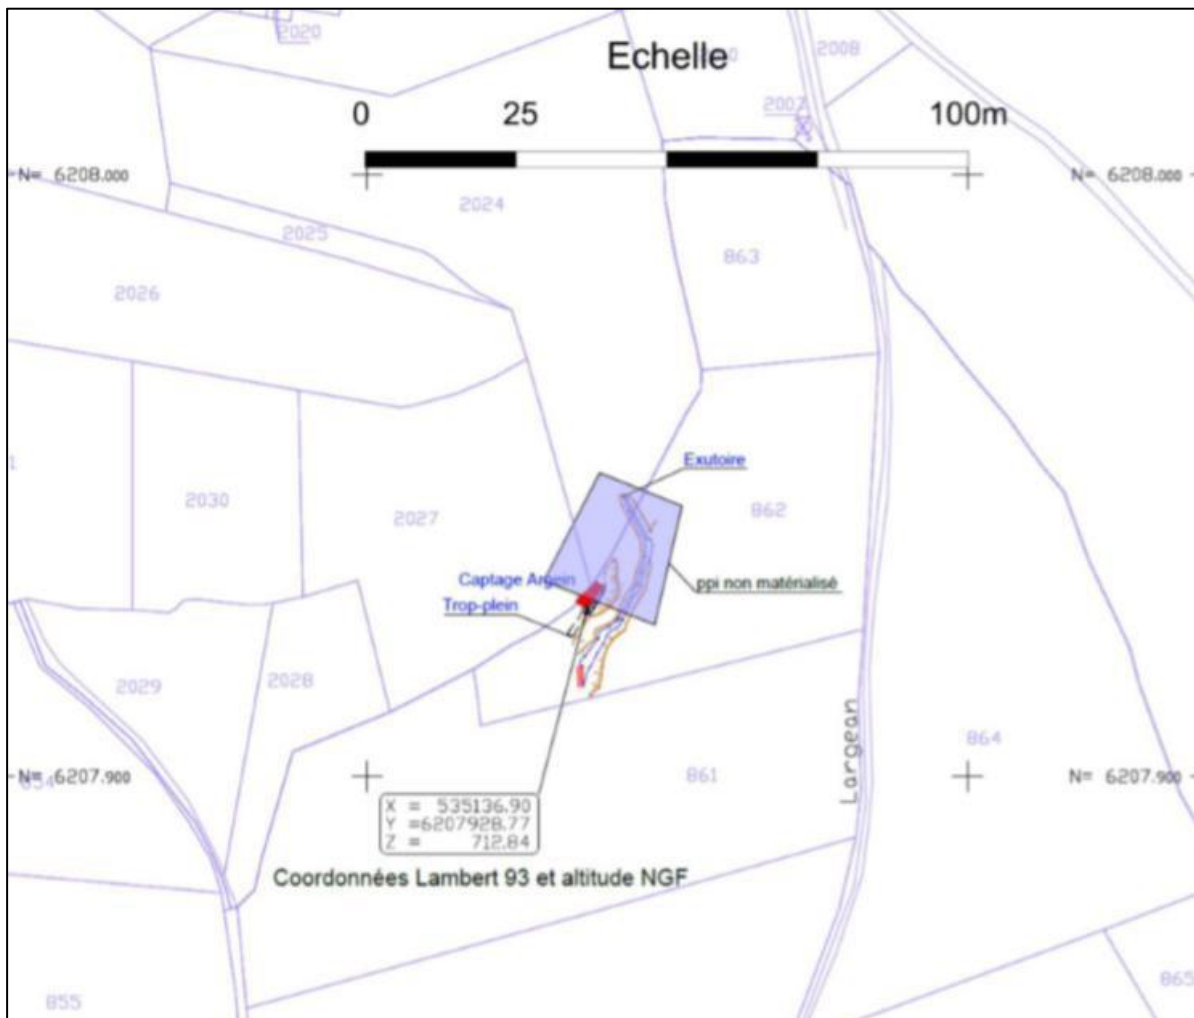 2020
Echelle
2008
2007
0 25 100m
N= 6208.000
N= 6208.000
2024
2025
863
2026
Exutoire
2030
2027
862
Captage Argein
ppi non matérialisé
Trop-plein
2029
2028
Largean
864
N= 6207.900
861
N= 6207.900
X = 535136.90
Y =6207928.77
Z = 712.84
Coordonnées Lambert 93 et altitude NGF
865
855